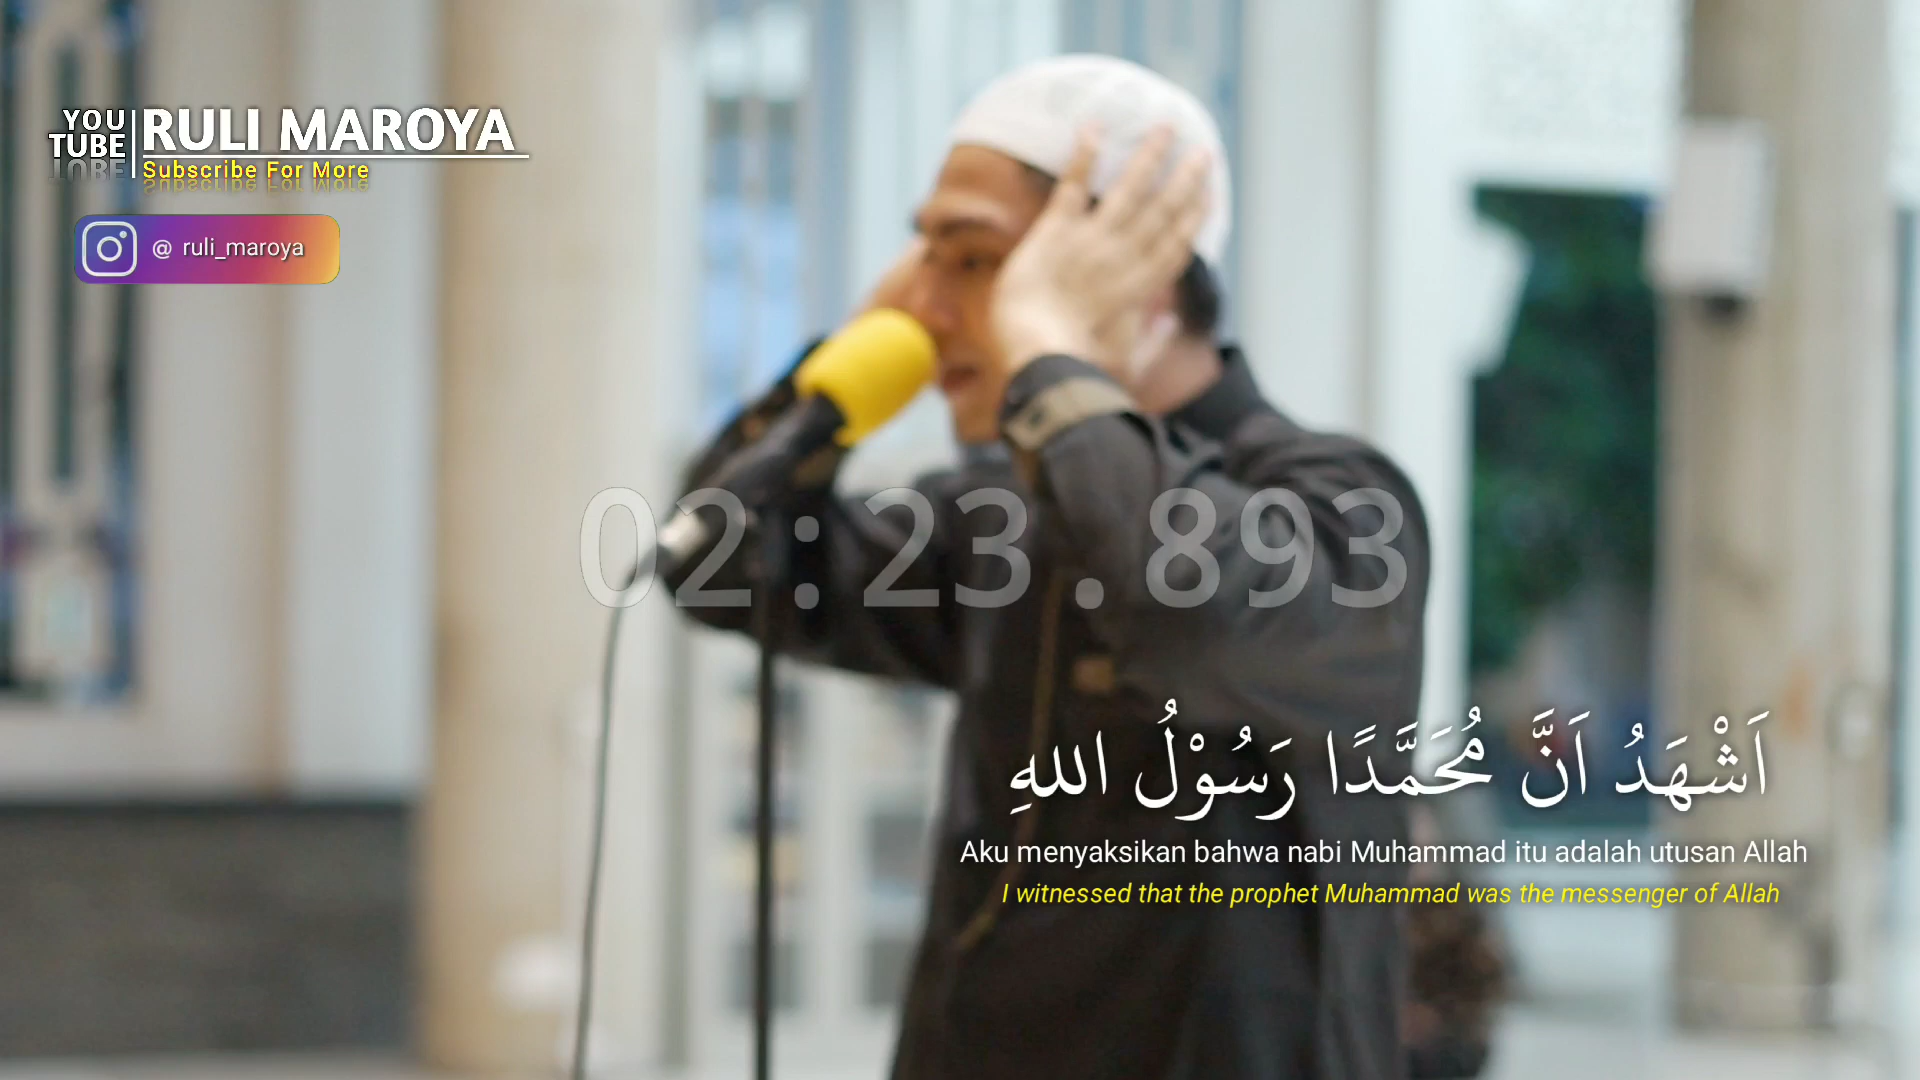 YOU
TUBE
RULI MAROYA
Subscribe For More
@ ruli_maroya
02:23.893
اَشْهَدُ اَنَّ مُحَمَّدًا رَسُوْلُ اللهِ
Aku menyaksikan bahwa nabi Muhammad itu adalah utusan Allah
I witnessed that the prophet Muhammad was the messenger of Allah